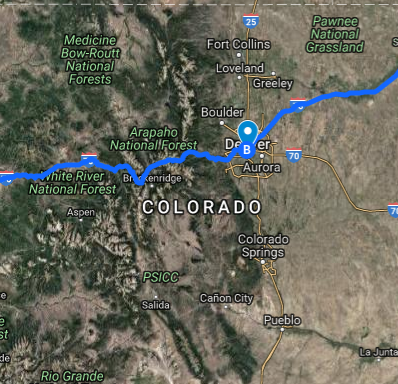 25
Pawnee
National
Grassland
Medicine
Bow-Routt
National
Forests
Fort Collins
Loveland
Greeley
Boulder
Arapaho
National Forest
B
Denver
70
Aurora
White River
National Forest
Breckenridge
Aspen
COLORADO
70
Colorado
Springs
PSICC
Salida
Cañon City
Pueblo
La Junta
Rio Grande